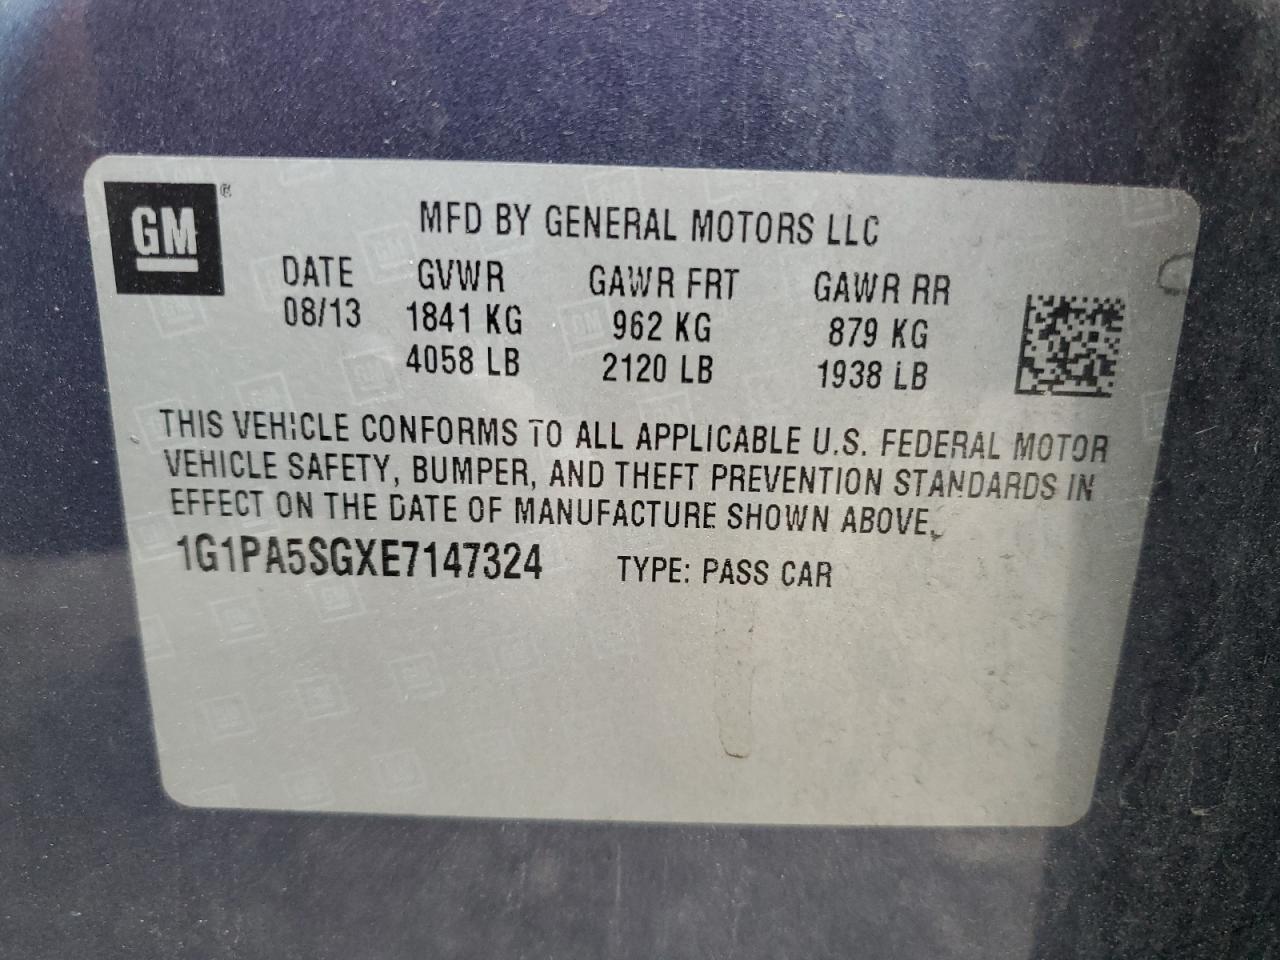 GM ®
MFD BY GENERAL MOTORS LLC
DATE GVWR GAWR FRT GAWR RR
08/13 1841 KG 962 KG 879 KG
4058 LB 2120 LB 1938 LB
THIS VEHICLE CONFORMS TO ALL APPLICABLE U.S. FEDERAL MOTOR
VEHICLE SAFETY, BUMPER, AND THEFT PREVENTION STANDARDS IN
EFFECT ON THE DATE OF MANUFACTURE SHOWN ABOVE.
1G1PA5SGXE7147324 TYPE: PASS CAR